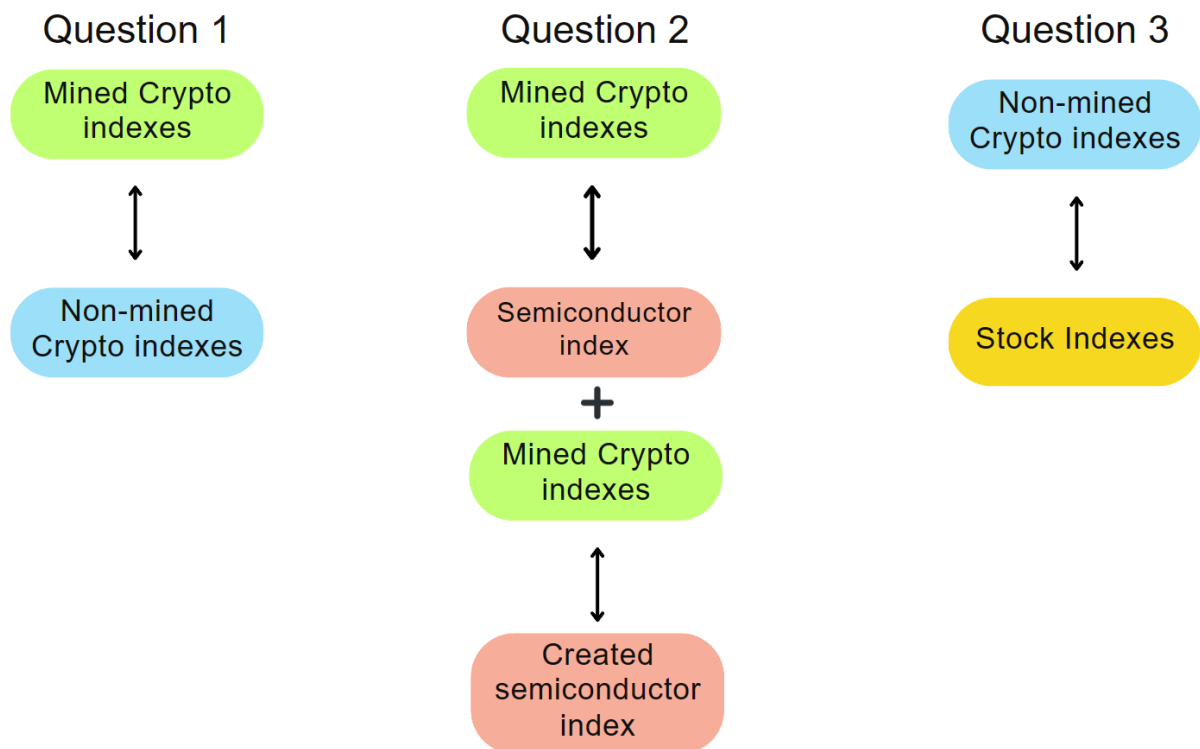 Question 1
Mined Crypto
indexes
Non-mined
Crypto indexes
Question 2
Mined Crypto
indexes
Semiconductor
index
+
Mined Crypto
indexes
Created
semiconductor
index
Question 3
Non-mined
Crypto indexes
Stock Indexes